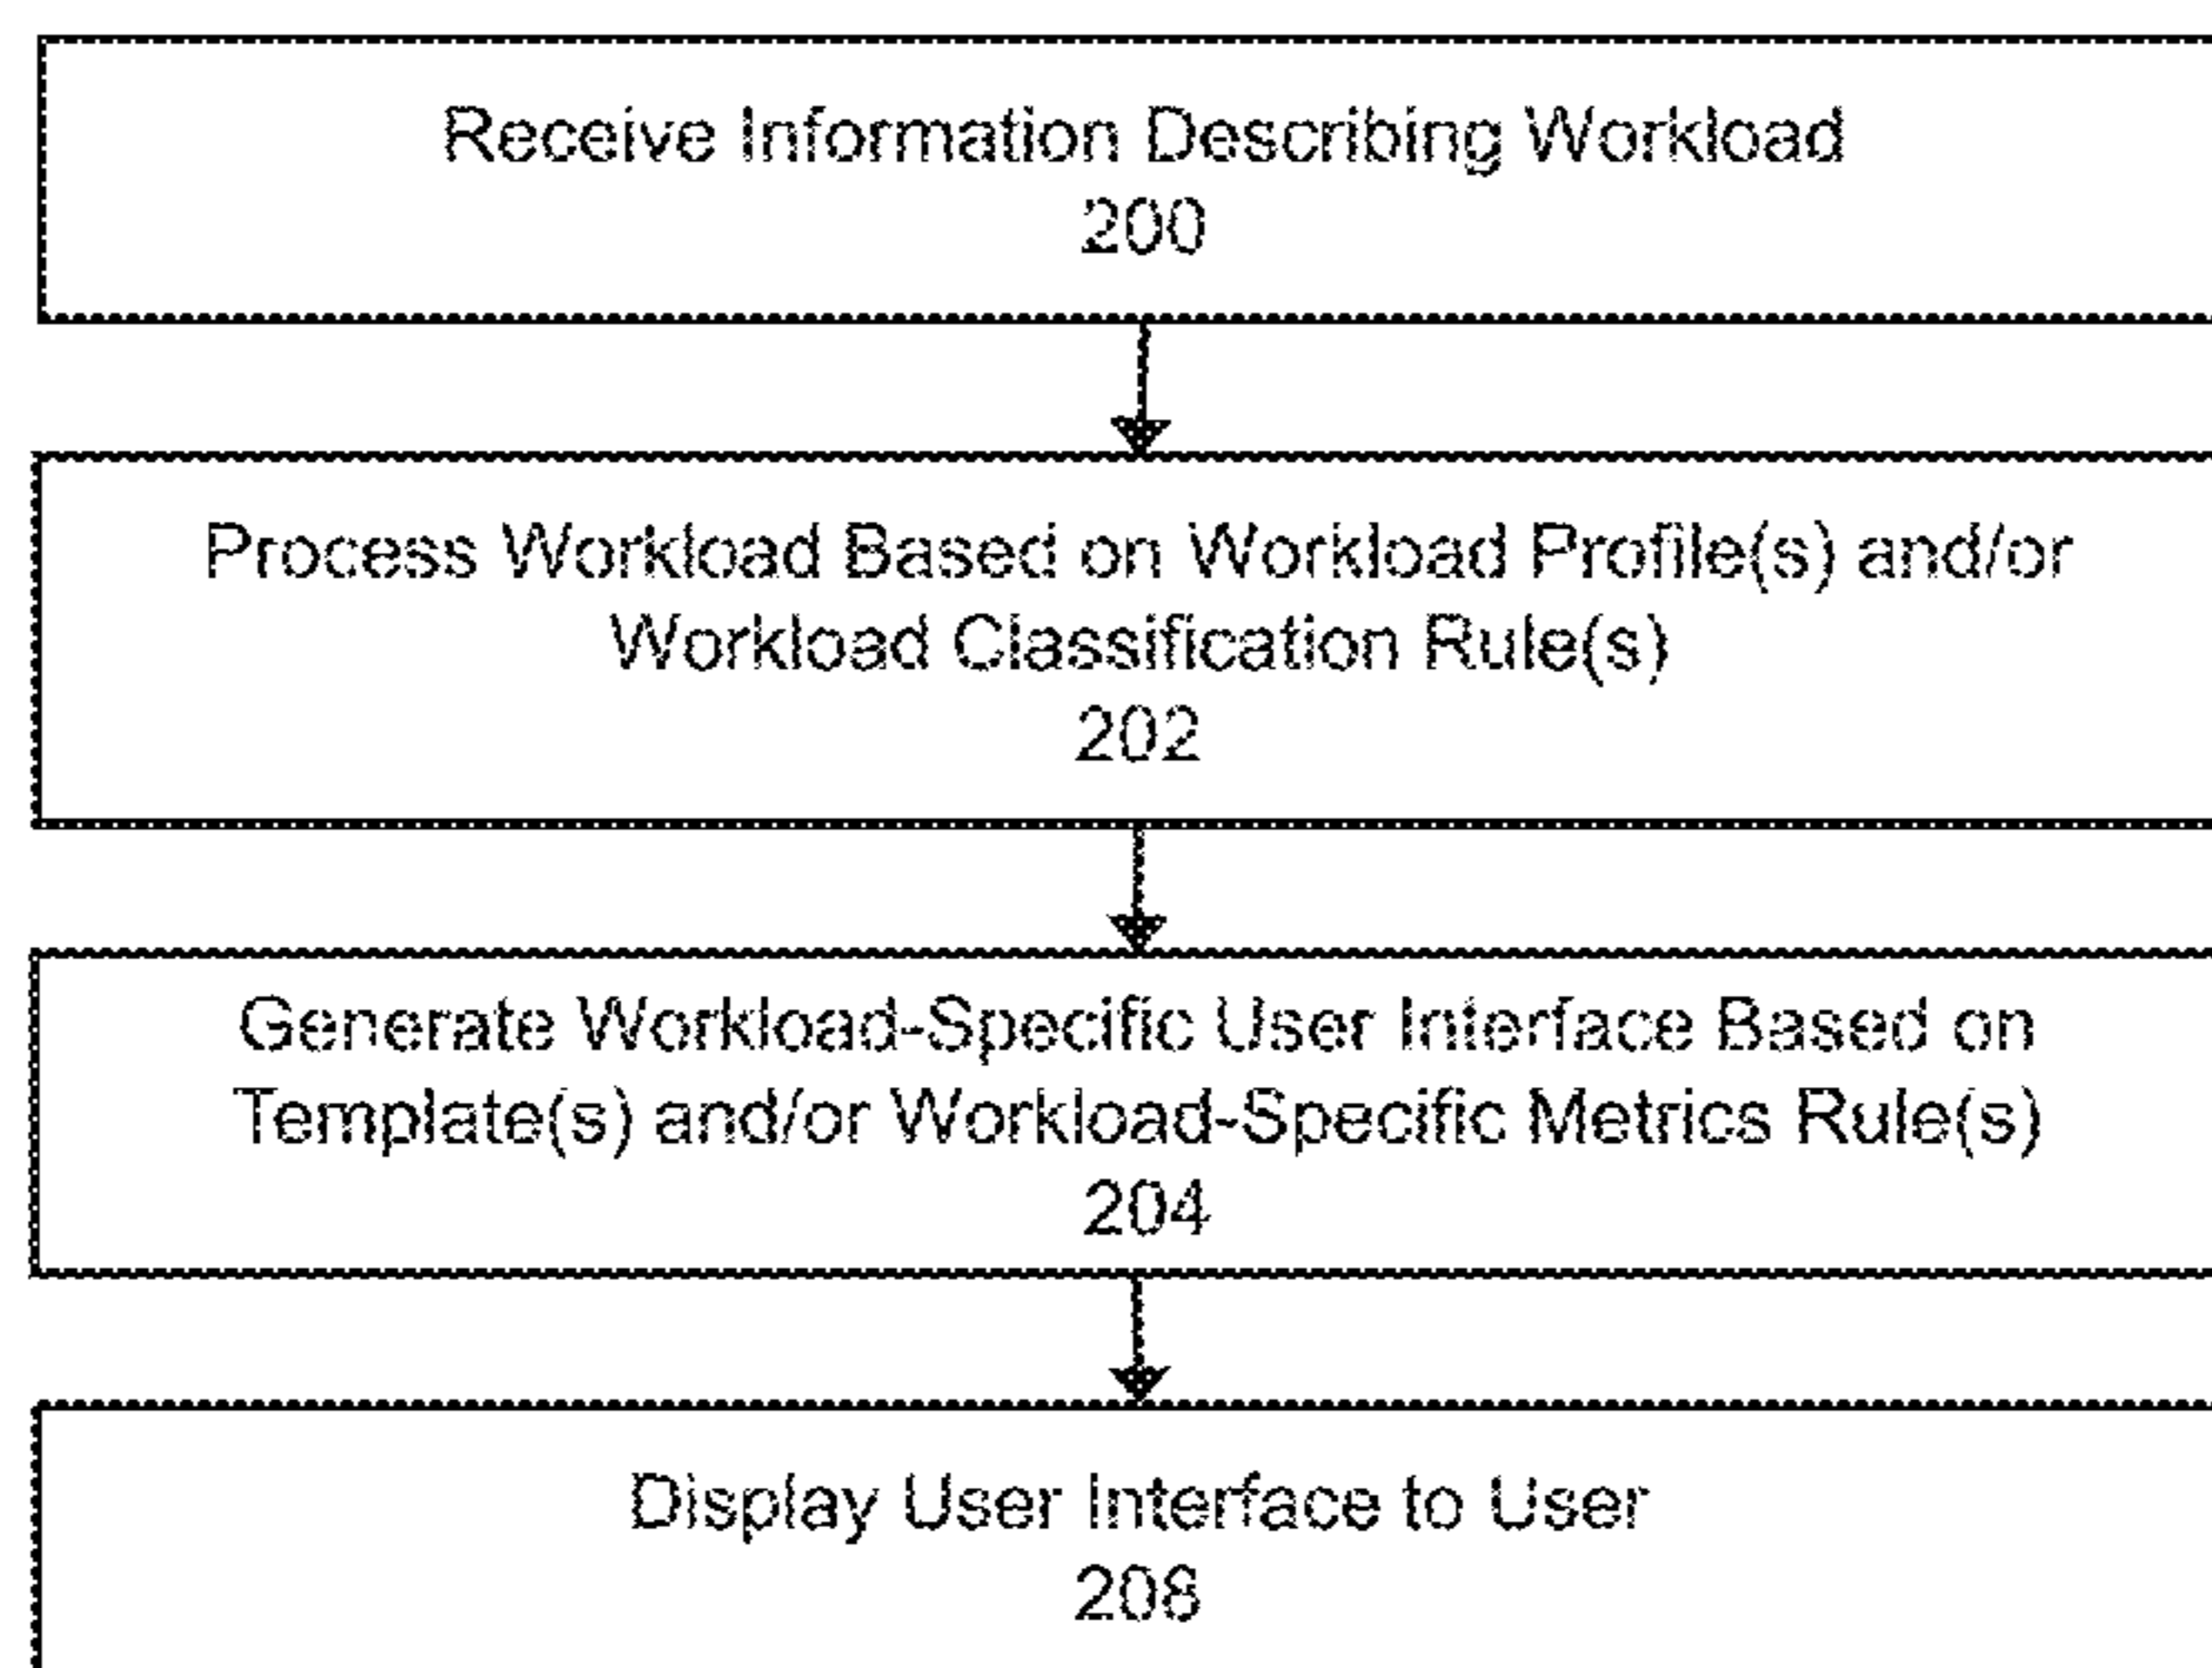 Receive Information Describing Workload
200
Process Workload Based on Workload Profile(s) and/or
Workload Classification Rule(s)
202
Generate Workload-Specific User Interface Based on
Template(s) and/or Workload-Specific Metrics Rule(s)
204
Display User Interface to User
208